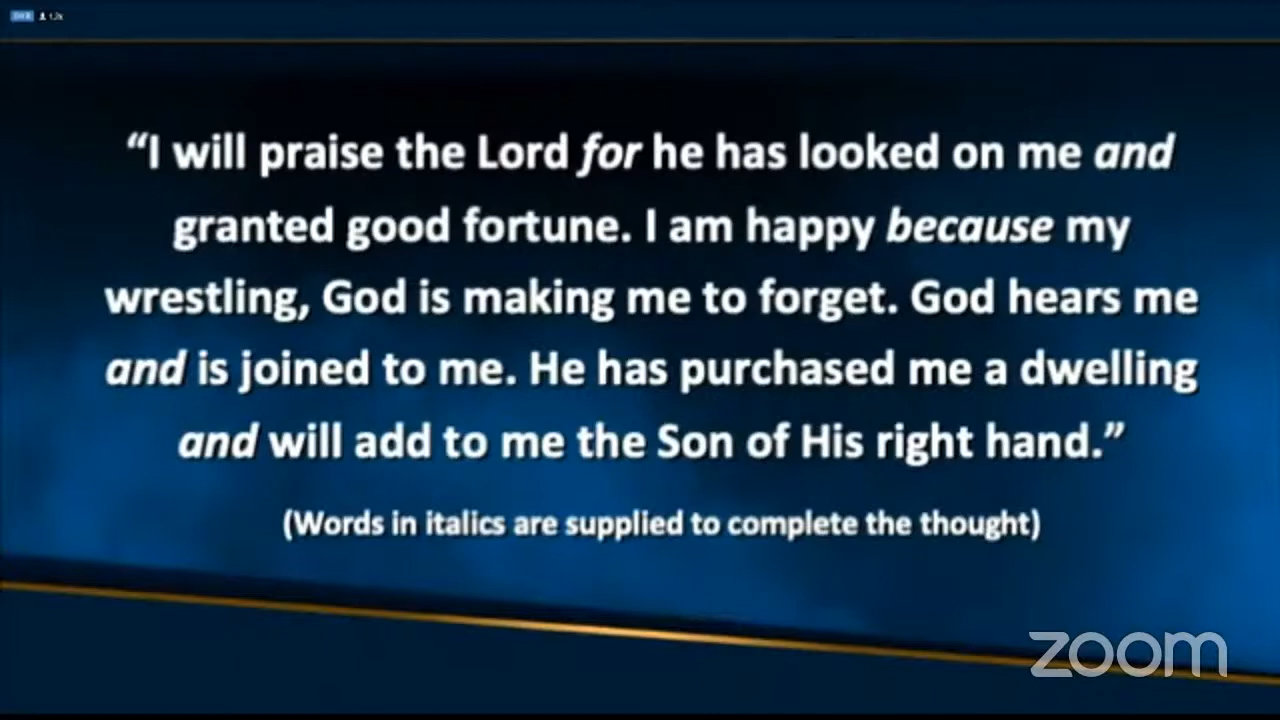 “I will praise the Lord for he has looked on me and
granted good fortune. I am happy because my
wrestling, God is making me to forget. God hears me
and is joined to me. He has purchased me a dwelling
and will add to me the Son of His right hand.”
(Words in italics are supplied to complete the thought)
zoom